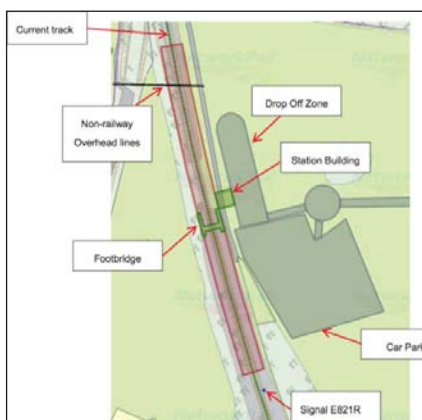 Current track
Non-railway
Overhead lines
Drop Off Zone
Station Building
Footbridge
Car Park
Signal E821R